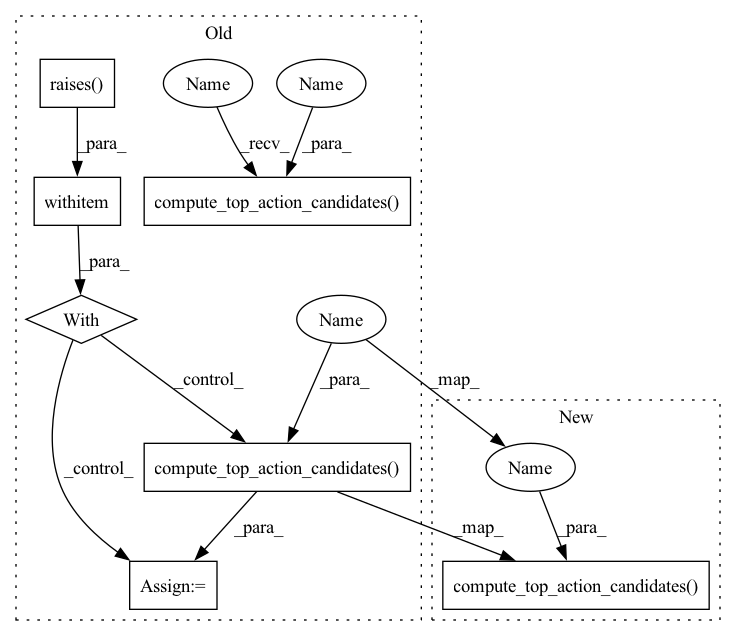 Old
raises()
Name
Name
_para_
_recv_
_para_
withitem
compute_top_action_candidates()
_para_
With
Name
_control_
_para_
_map_
New
compute_top_action_candidates()
Name
_control_
_para_
_map_
_para_
Assign:=
compute_top_action_candidates()